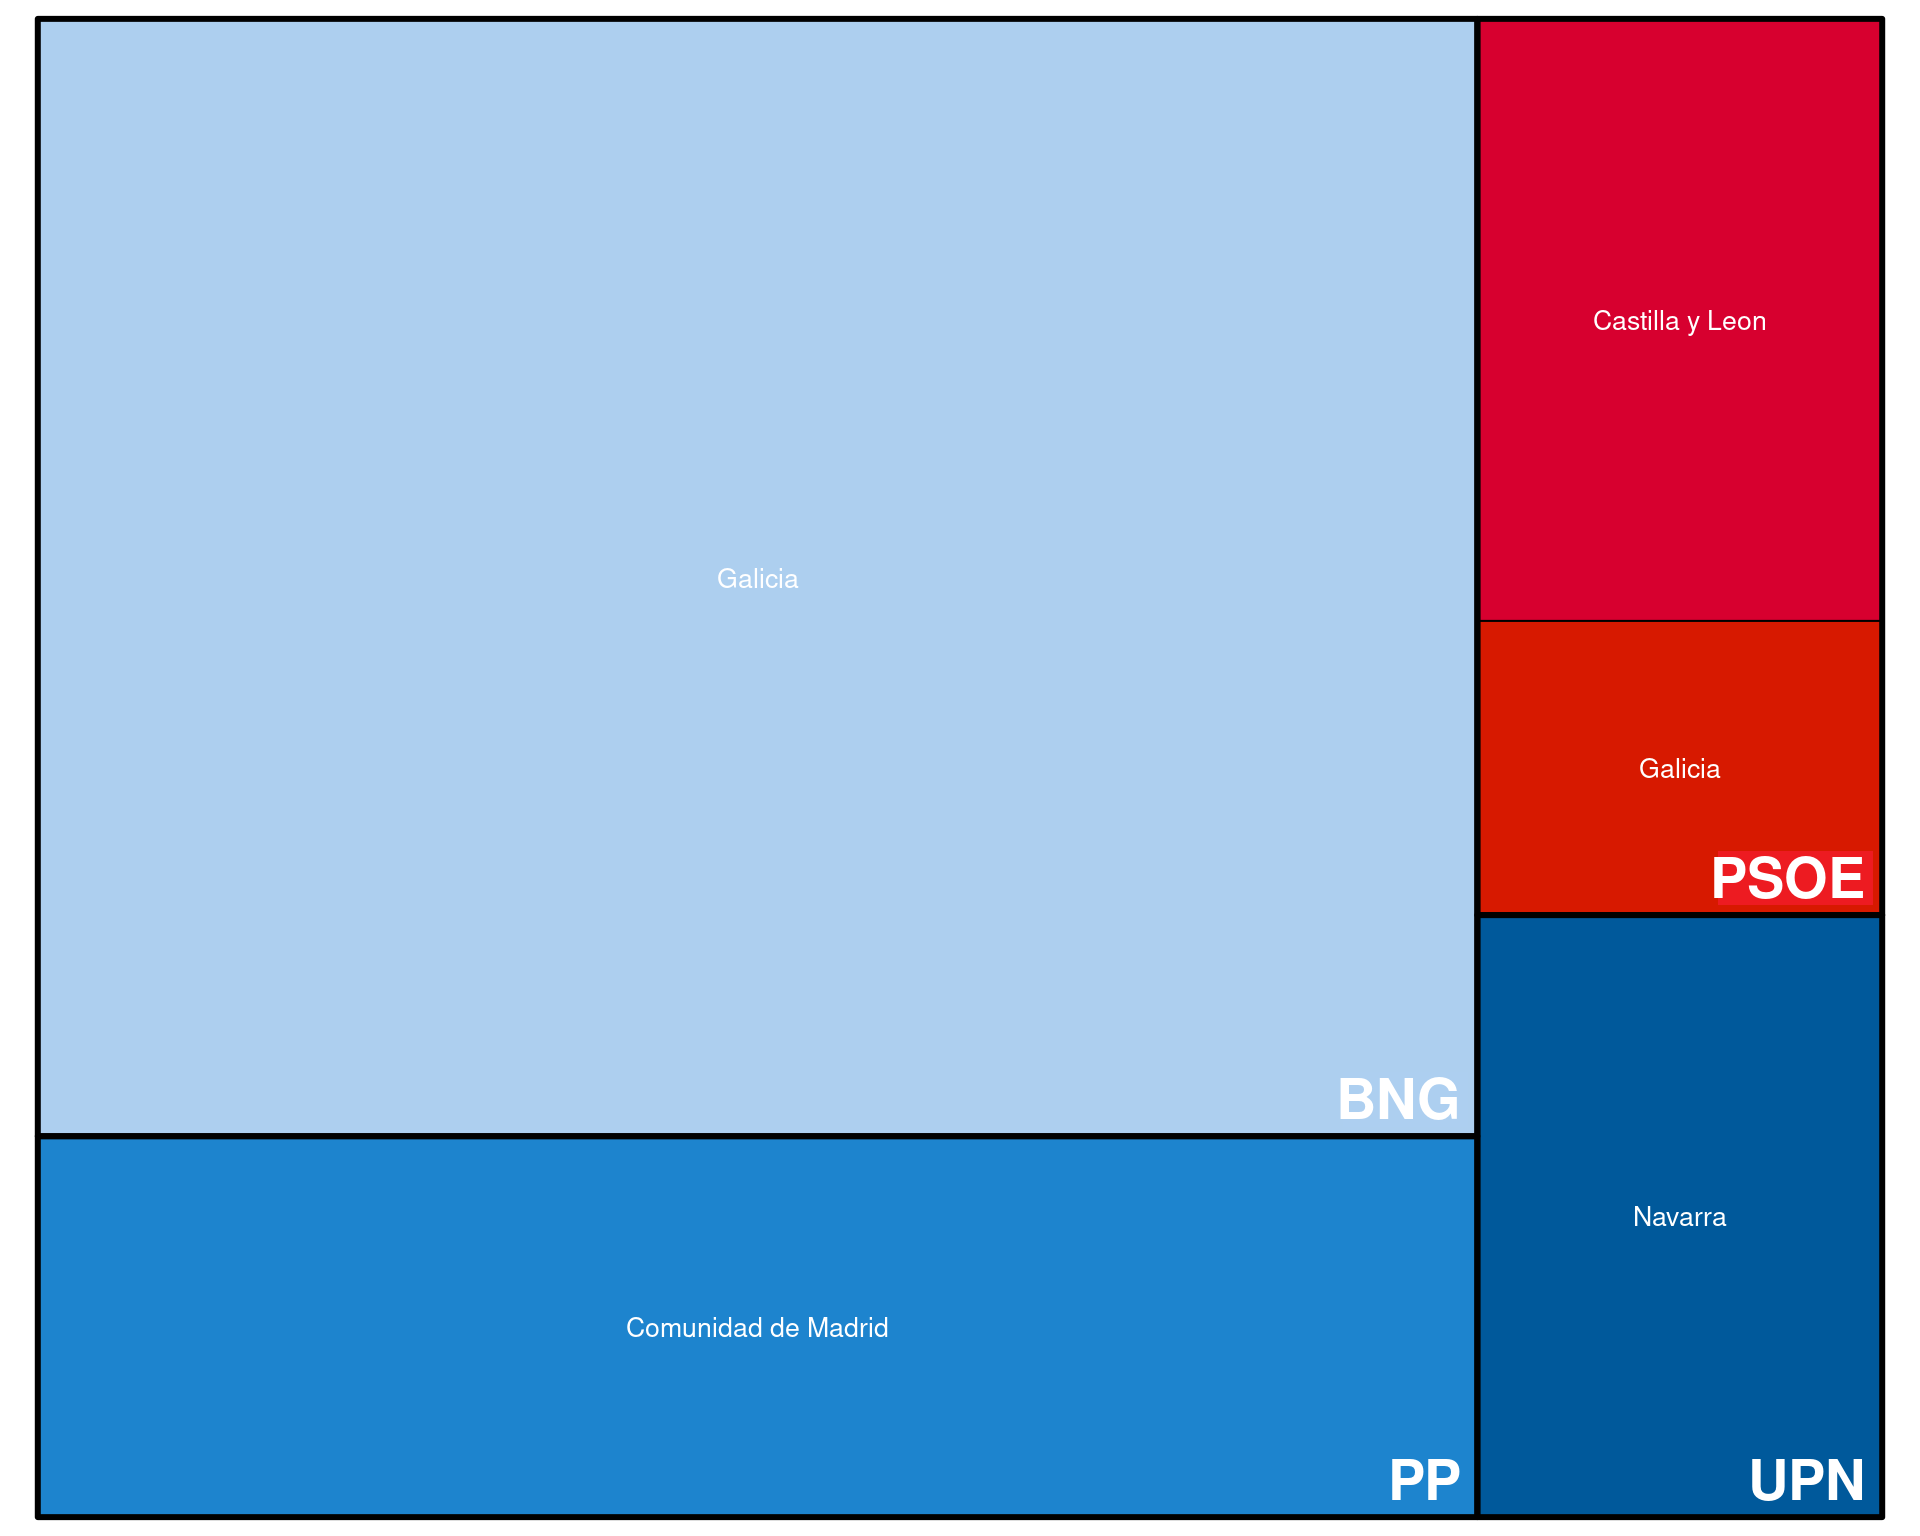 Galicia
BNG
Comunidad de Madrid
PP
Castilla y Leon
Galicia
PSOE
Navarra
UPN